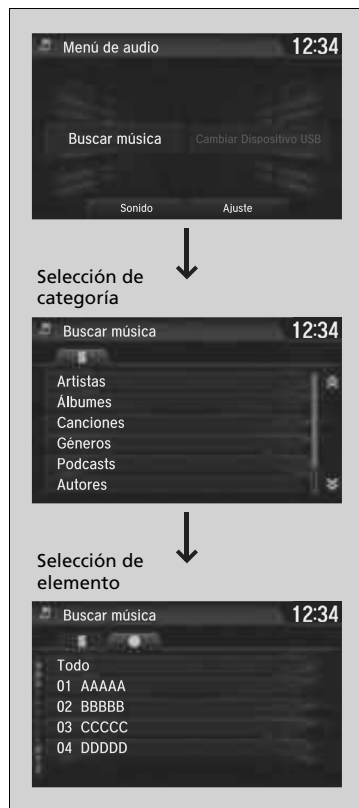 Menú de audio 12:34
Buscar música Cambiar Dispositivo USB
Sonido Ajuste
Selección de
categoría
Buscar música 12:34
Artistas
Álbumes
Canciones
Géneros
Podcasts
Autores
Selección de
elemento
Buscar música 12:34
Todo
01 AAAAA
02 BBBBB
03 CCCCC
04 DDDDD